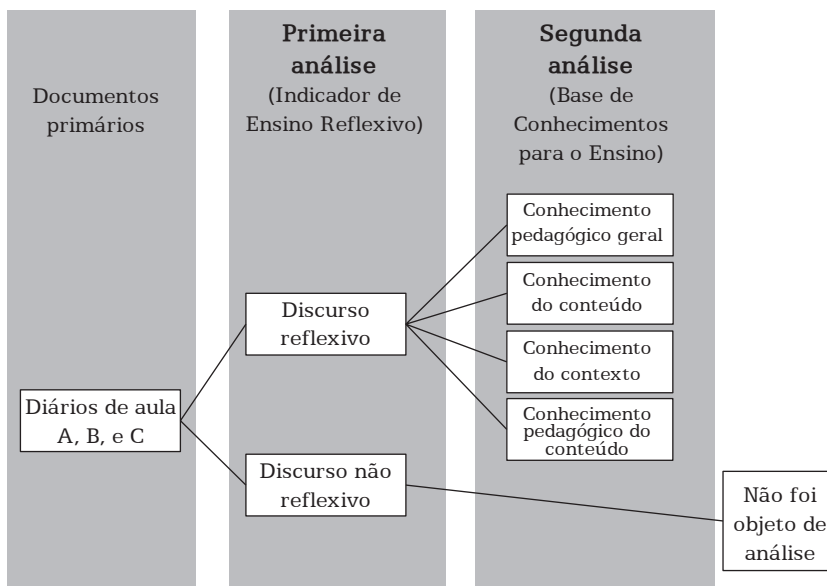 Documentos
primários
Primeira
análise
(Indicador de
Ensino Reflexivo)
Segunda
análise
(Base de
Conhecimentos
para o Ensino)
Diários de aula
A, B, e C
Discurso
reflexivo
Discurso não
reflexivo
Conhecimento
pedagógico geral
Conhecimento
do conteúdo
Conhecimento
do contexto
Conhecimento
pedagógico do
conteúdo
Não foi
objeto de
análise